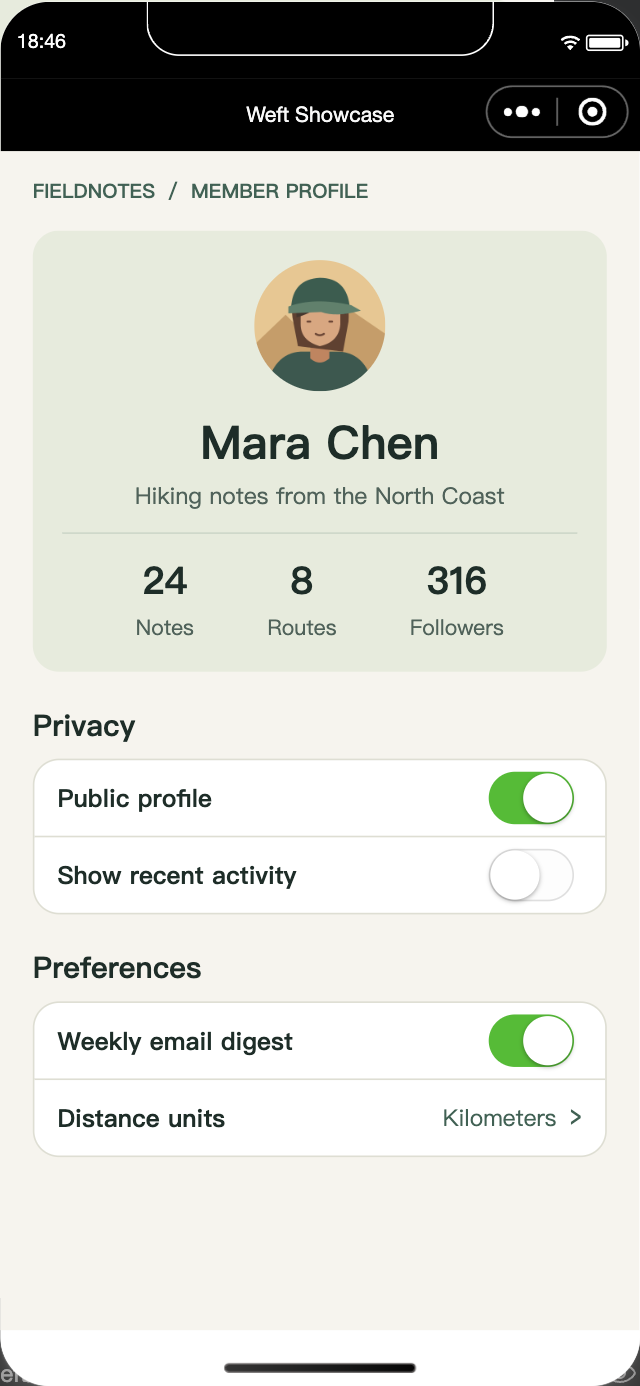 18:46
Weft Showcase
FIELDNOTES / MEMBER PROFILE
Mara Chen
Hiking notes from the North Coast
24 8 316
Notes Routes Followers
Privacy
Public profile
Show recent activity
Preferences
Weekly email digest
Distance units Kilometers >